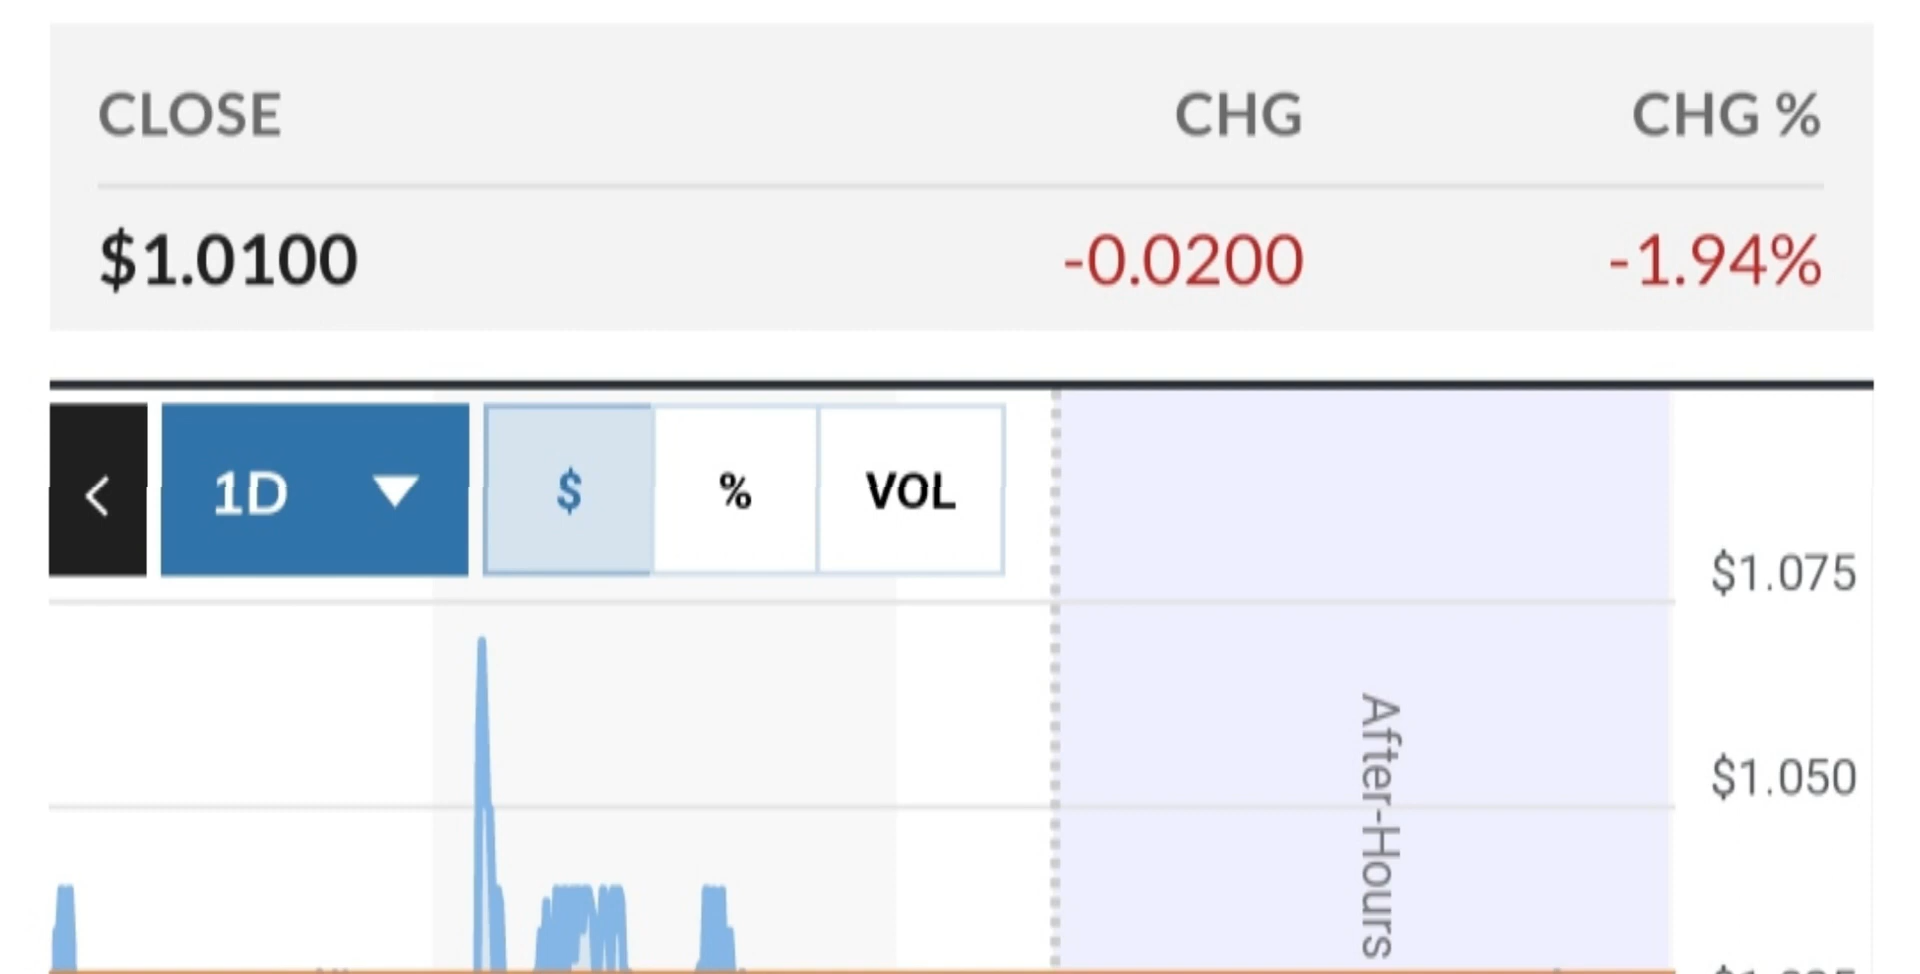 CLOSE CHG CHG %
$1.0100 -0.0200 -1.94%
1D $ % VOL
$1.075
After-Hours
$1.050